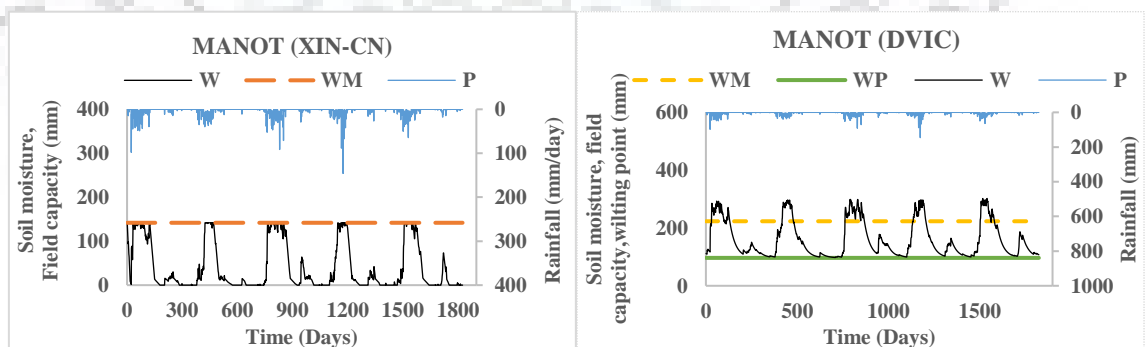 MANOT (XIN-CN)
W WM P
400
300
200
100
0
0
100
200
300
400
0 300 600 900 1200 1500 1800
Time (Days)
Soil moisture,
Field capacity (mm)
Rainfall (mm/day)
MANOT (DVIC)
WM WP W P
600
400
200
0
0
200
400
600
800
1000
0 500 1000 1500
Time (Days)
Soil moisture, field
capacity ,wilting point (mm)
Rainfall (mm)